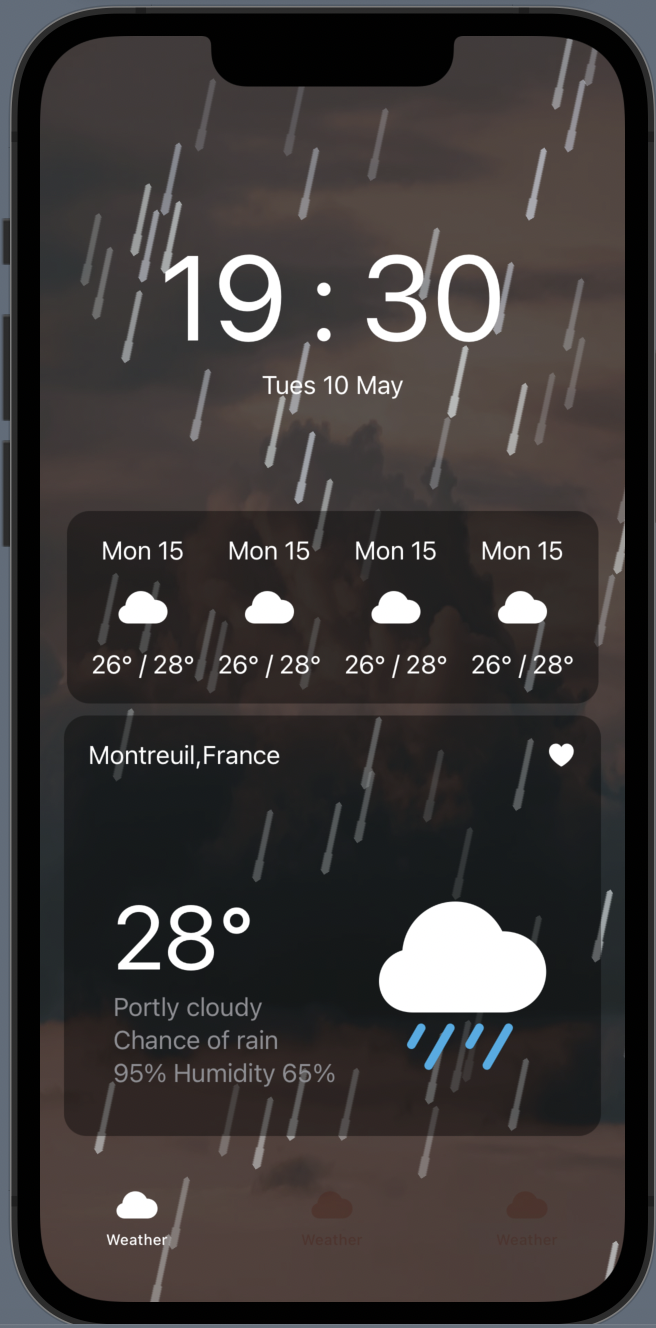 19 : 30
Tues 10 May
Mon 15 Mon 15 Mon 15 Mon 15
26° / 28° 26° / 28° 26° / 28° 26° / 28°
Montreuil,France
28°
Portly cloudy
Chance of rain
95% Humidity 65%
Weather Weather Weather